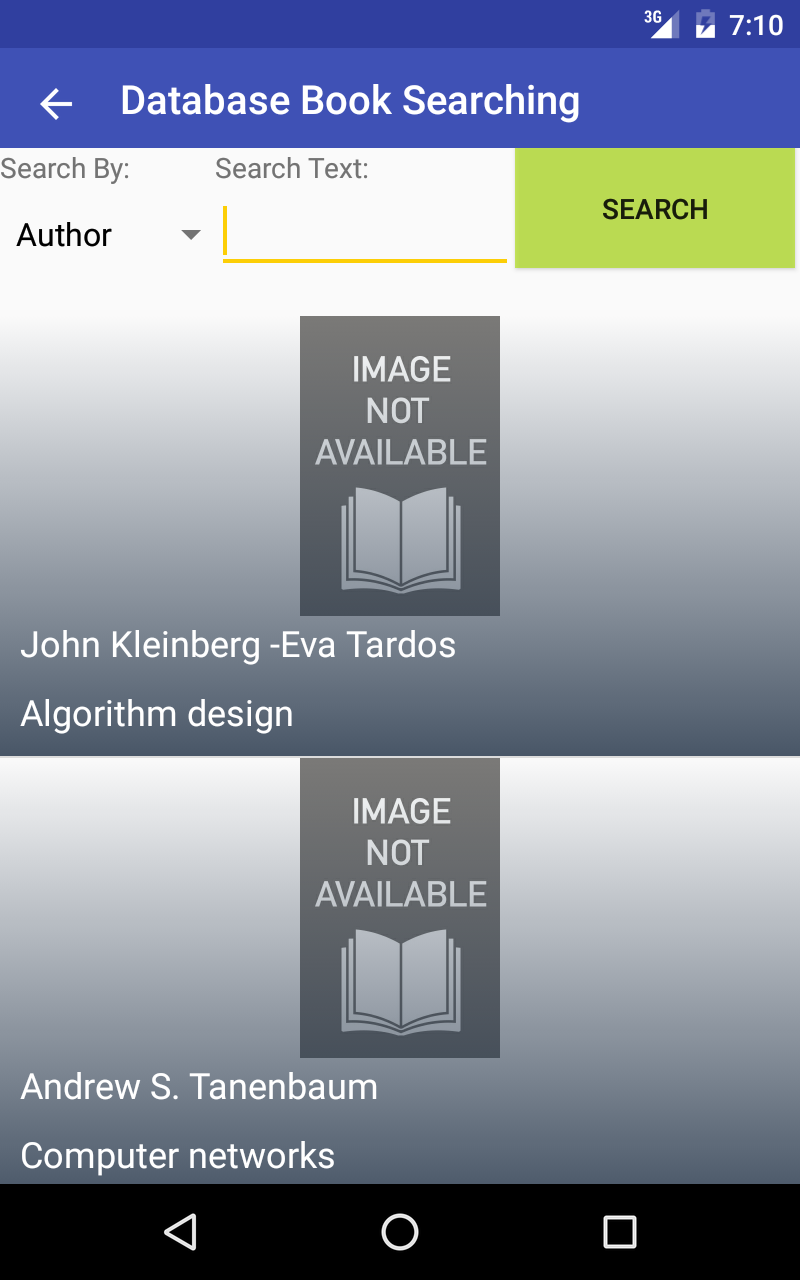 3G 7:10
Database Book Searching
Search By: Search Text:
Author
SEARCH
IMAGE
NOT
AVAILABLE
John Kleinberg -Eva Tardos
Algorithm design
IMAGE
NOT
AVAILABLE
Andrew S. Tanenbaum
Computer networks